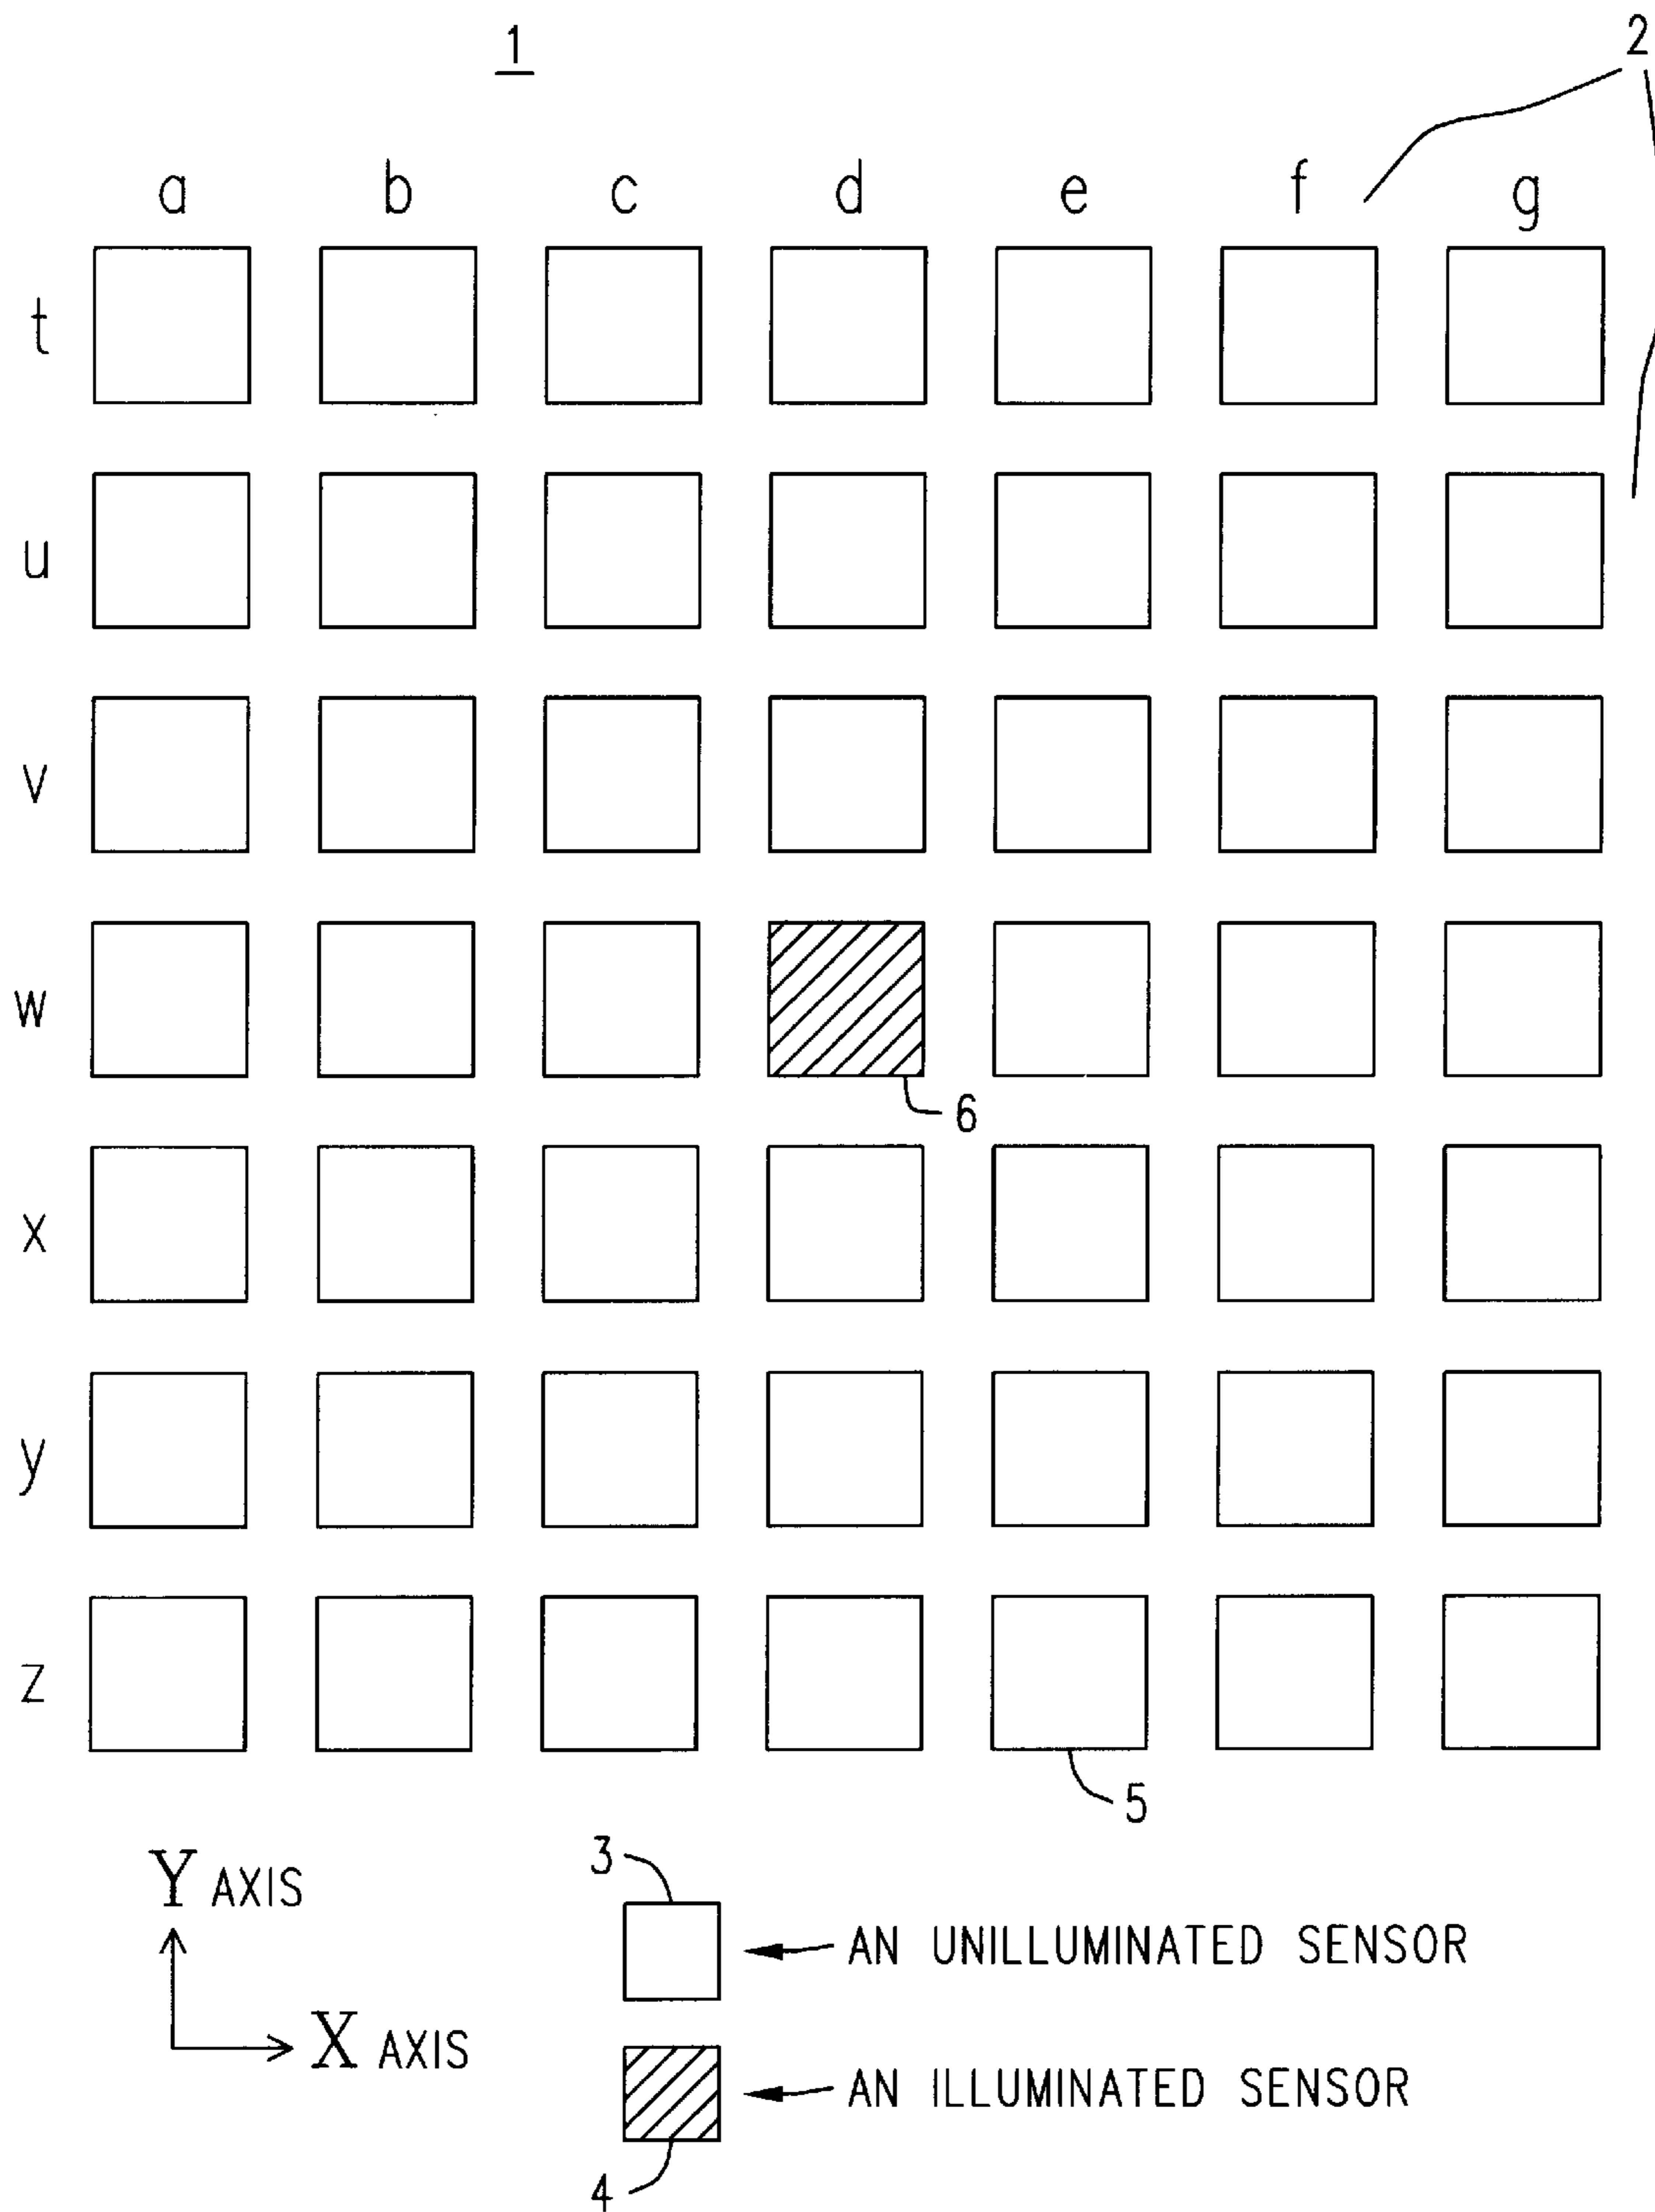 1
2
a b c d e f g
t
u
v
w
6
x
y
z
5
Y AXIS
X AXIS
3
AN UNILLUMINATED SENSOR
AN ILLUMINATED SENSOR
4